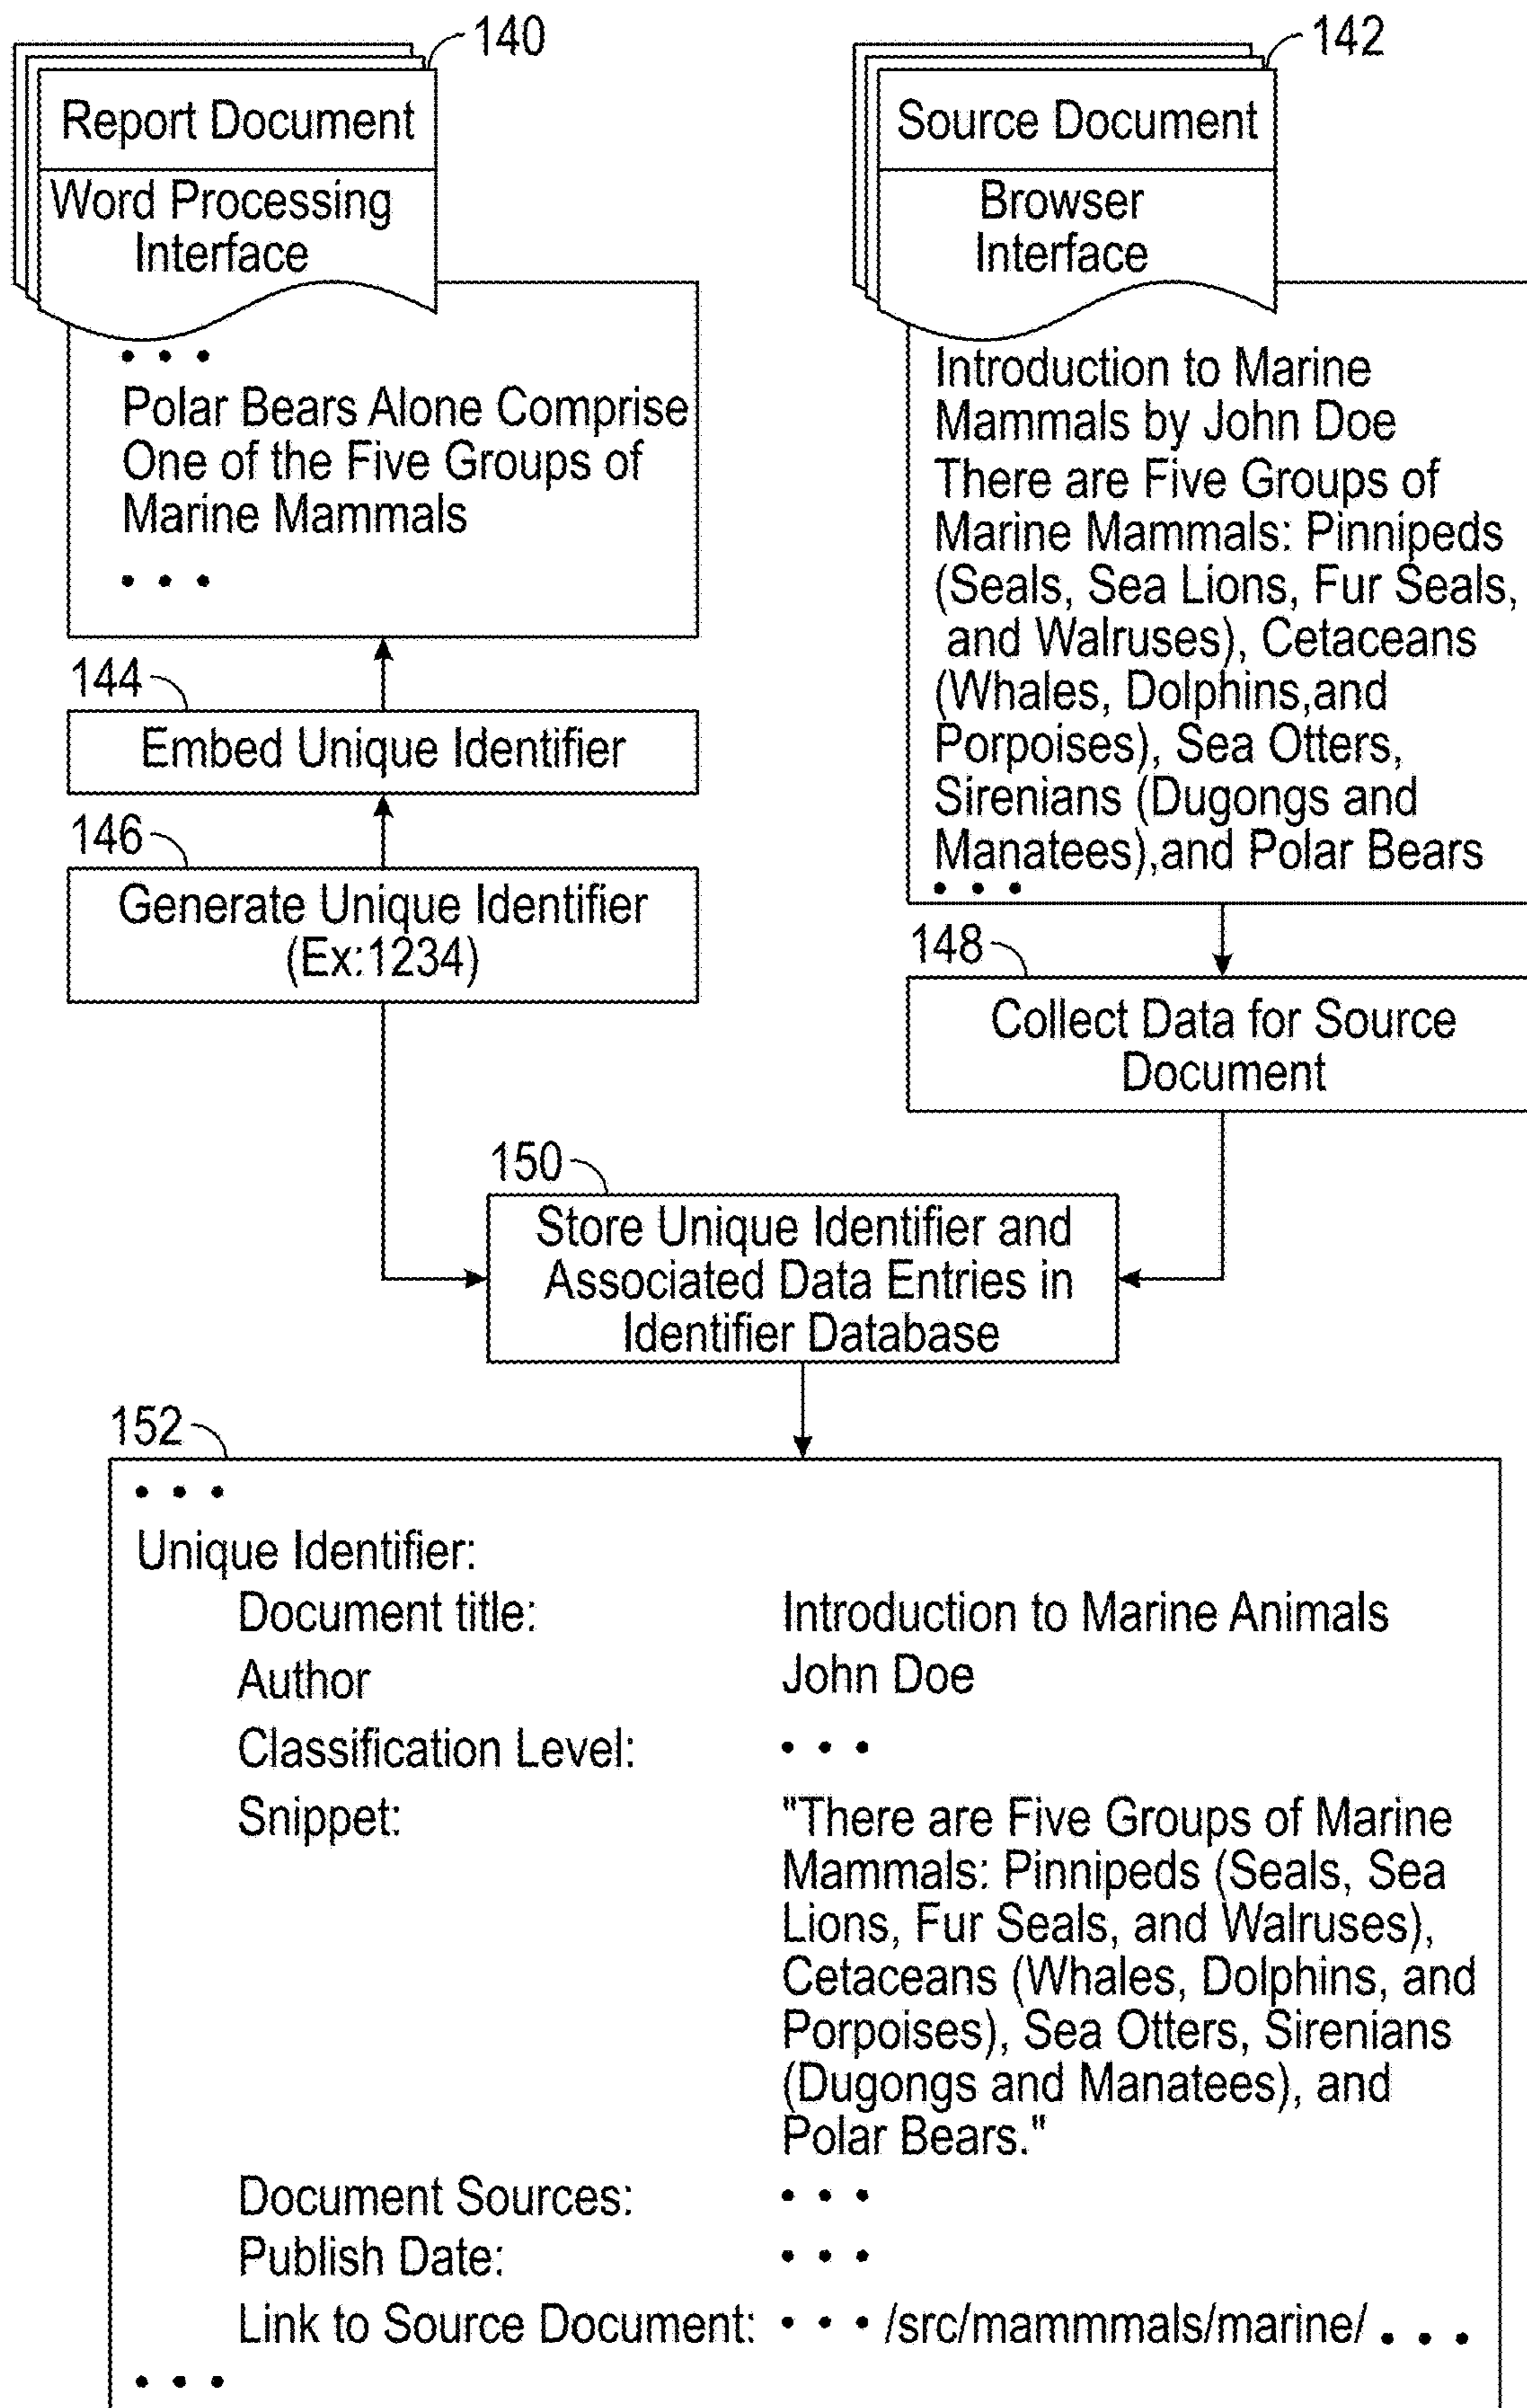 140
Report Document
Word Processing
Interface
• • •
Polar Bears Alone Comprise
One of the Five Groups of
Marine Mammals
• • •
144
Embed Unique Identifier
146
Generate Unique Identifier
(Ex:1234)
142
Source Document
Browser
Interface
Introduction to Marine
Mammals by John Doe
There are Five Groups of
Marine Mammals: Pinnipeds
(Seals, Sea Lions, Fur Seals,
and Walruses), Cetaceans
(Whales, Dolphins,and
Porpoises), Sea Otters,
Sirenians (Dugongs and
Manatees),and Polar Bears
• • •
148
Collect Data for Source
Document
150
Store Unique Identifier and
Associated Data Entries in
Identifier Database
152
• • •
Unique Identifier:
Document title: Introduction to Marine Animals
Author John Doe
Classification Level: • • •
Snippet: "There are Five Groups of Marine
Mammals: Pinnipeds (Seals, Sea
Lions, Fur Seals, and Walruses),
Cetaceans (Whales, Dolphins, and
Porpoises), Sea Otters, Sirenians
(Dugongs and Manatees), and
Polar Bears."
Document Sources: • • •
Publish Date: • • •
Link to Source Document: • • • /src/mammmals/marine/ • • •
• • •